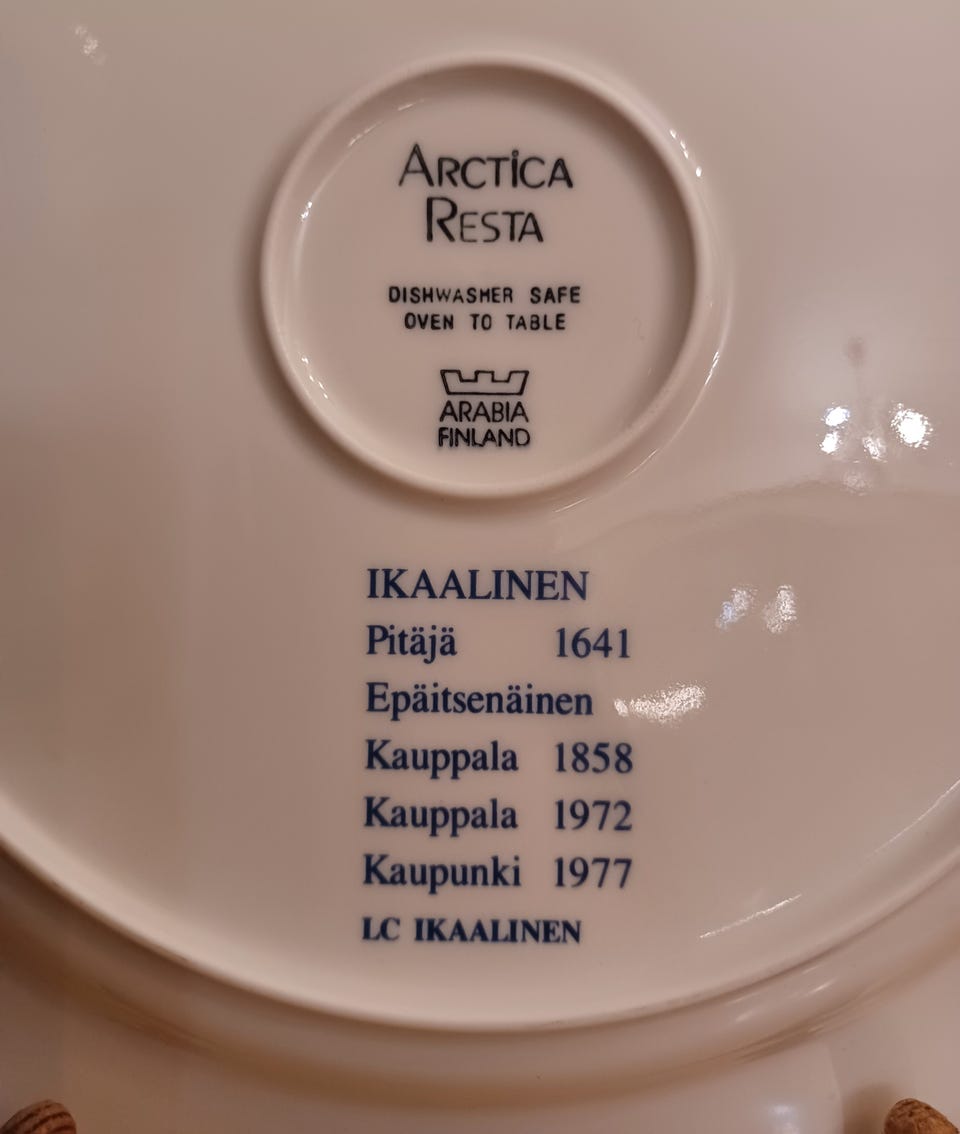 ARCTICA
RESTA
DISHWASHER SAFE
OVEN TO TABLE
ARABIA
FINLAND
IKAALINEN
Pitäjä 1641
Epäitsenäinen
Kauppala 1858
Kauppala 1972
Kaupunki 1977
LC IKAALINEN